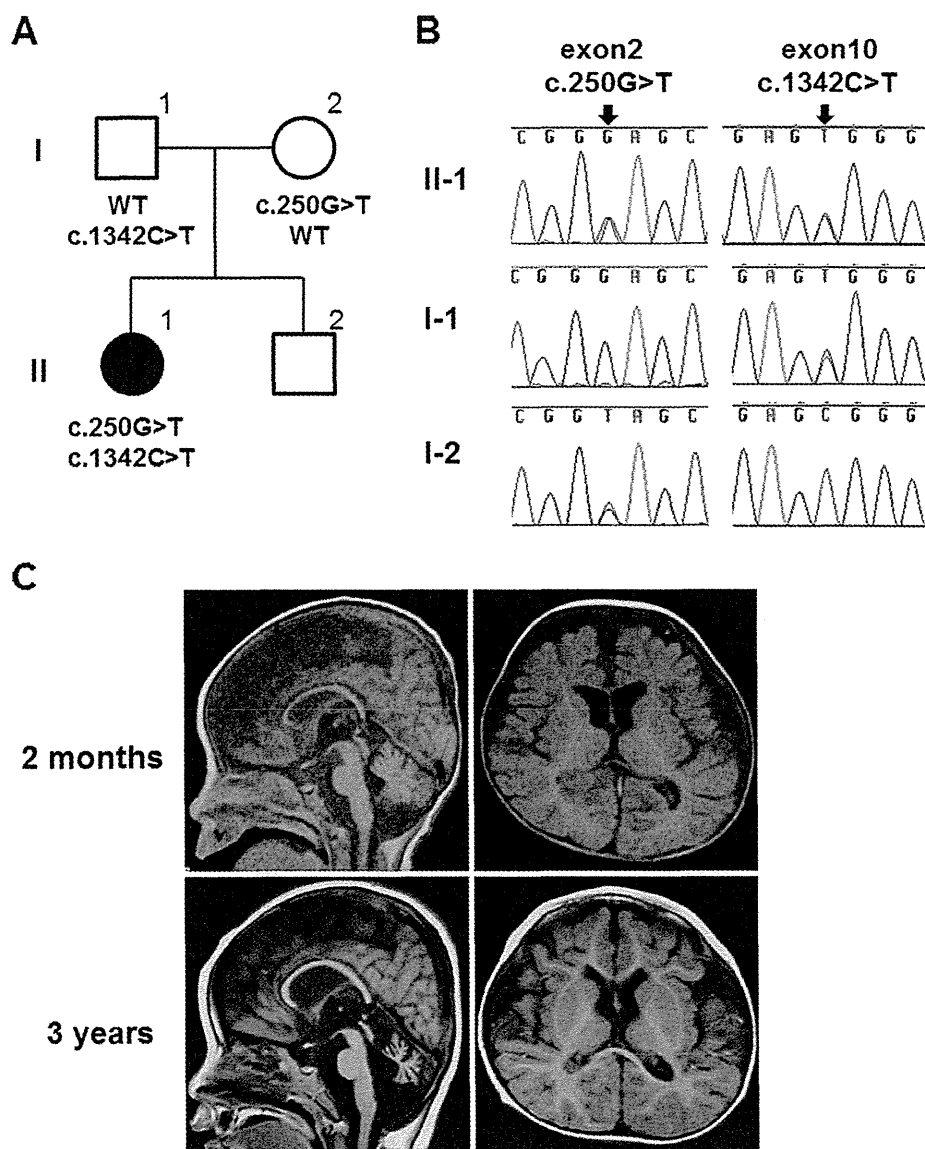 A
B
1
2
I
WT
c.1342C>T
c.250G>T
WT
1
2
II
c.250G>T
c.1342C>T
exon2
c.250G>T
exon10
c.1342C>T
II-1
C G G G A G C
G A G T G G G
I-1
C G G G A G C
G A G T G G G
I-2
C G G T A G C
G A G C G G G
C
2 months
3 years